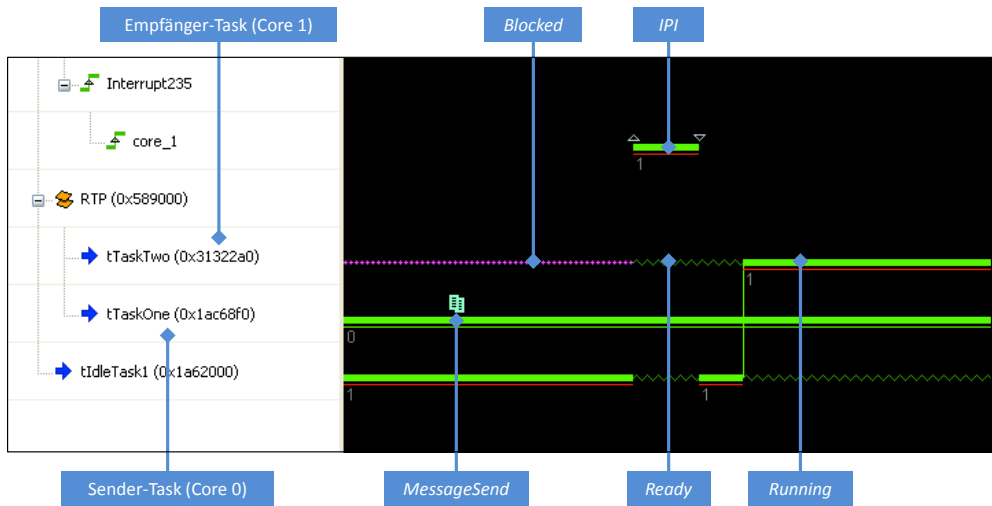 Empfänger-Task (Core 1)
Blocked
IPI
Interrupt235
core_1
1
RTP (0x589000)
tTaskTwo (0x31322a0)
1
tTaskOne (0x1ac68f0)
0
tIdleTask1 (0x1a62000)
1
1
Sender-Task (Core 0)
MessageSend
Ready
Running